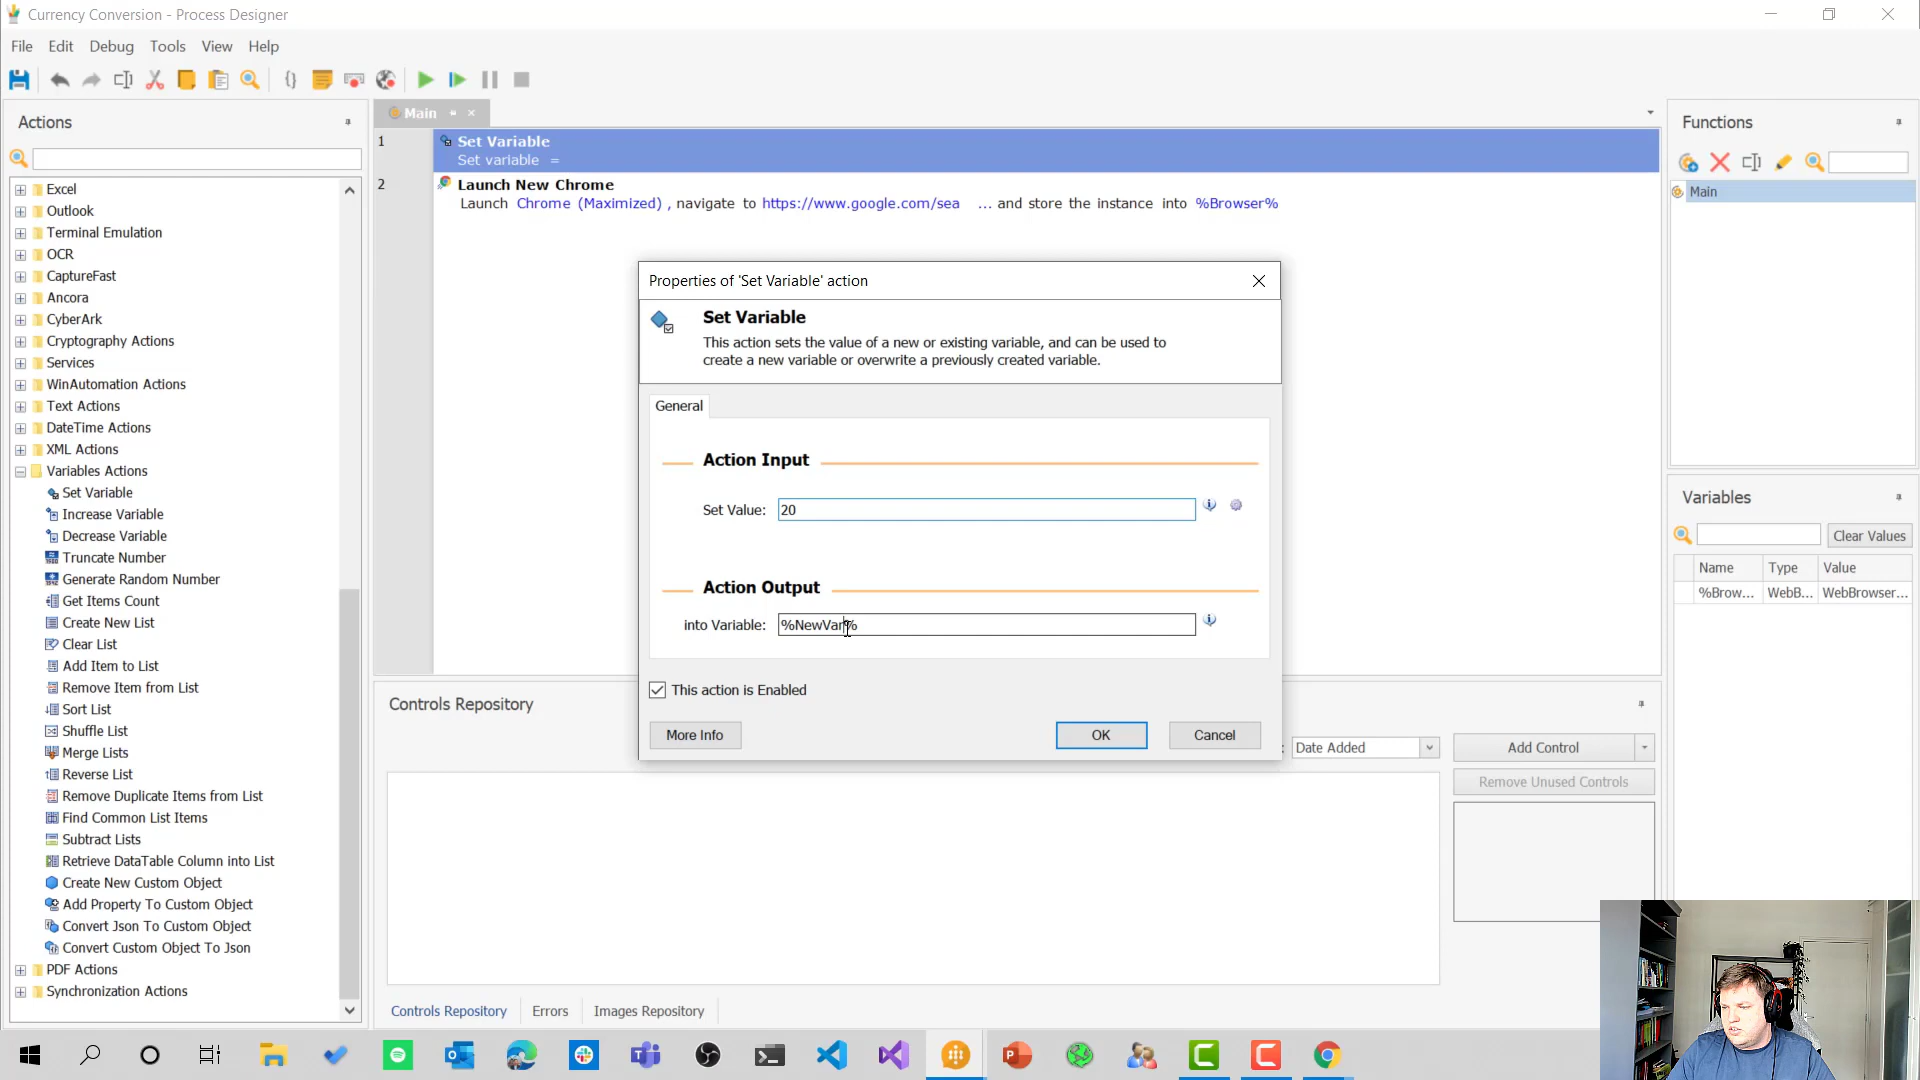 Currency Conversion - Process Designer
File Edit Debug Tools View Help
Actions
Excel
Outlook
Terminal Emulation
OCR
CaptureFast
Ancora
CyberArk
Cryptography Actions
Services
WinAutomation Actions
Text Actions
DateTime Actions
XML Actions
Variables Actions
Set Variable
Increase Variable
Decrease Variable
Truncate Number
Generate Random Number
Get Items Count
Create New List
Clear List
Add Item to List
Remove Item from List
Sort List
Shuffle List
Merge Lists
Reverse List
Remove Duplicate Items from List
Find Common List Items
Subtract Lists
Retrieve DataTable Column into List
Create New Custom Object
Add Property To Custom Object
Convert Json To Custom Object
Convert Custom Object To Json
PDF Actions
Synchronization Actions
Main
1 Set Variable
Set variable =
2 Launch New Chrome
Launch Chrome (Maximized) , navigate to https://www.google.com/sea ... and store the instance into %Browser%
Properties of 'Set Variable' action
Set Variable
This action sets the value of a new or existing variable, and can be used to
create a new variable or overwrite a previously created variable.
General
Action Input
Set Value: 20
Action Output
into Variable: %NewVar%
This action is Enabled
More Info OK Cancel
Controls Repository
Date Added
Add Control
Remove Unused Controls
Controls Repository Errors Images Repository
Functions
Main
Variables
Clear Values
Name Type Value
%Brow... WebB... WebBrowser...